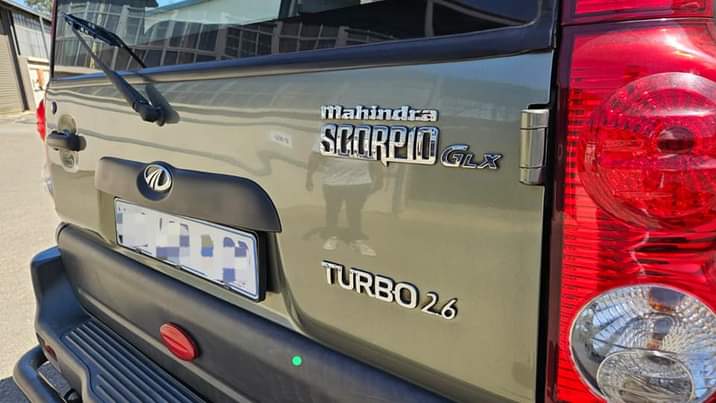 Mahindra
SCORPIO GLX
TURBO 2.6